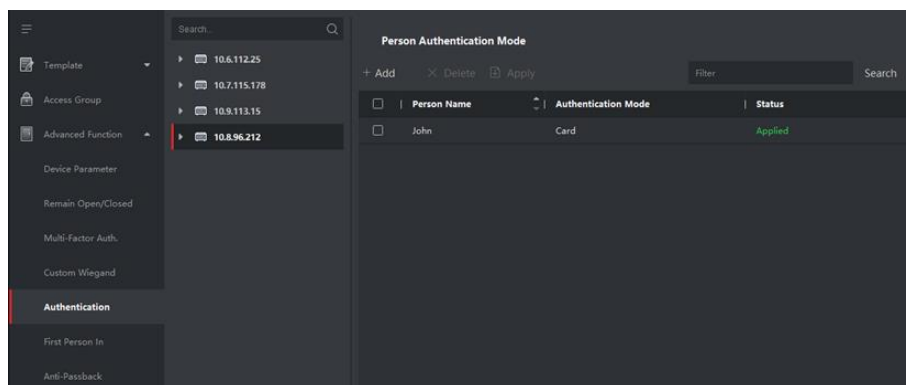 Search...
Person Authentication Mode
Template
10.6.112.25
+ Add
Delete
Apply
Filter
Search
10.7.115.178
Access Group
10.9.113.15
Person Name
Authentication Mode
Status
Advanced Function
10.8.96.212
John
Card
Applied
Device Parameter
Remain Open/Closed
Multi-Factor Auth.
Custom Wiegand
Authentication
First Person In
Anti-Passback